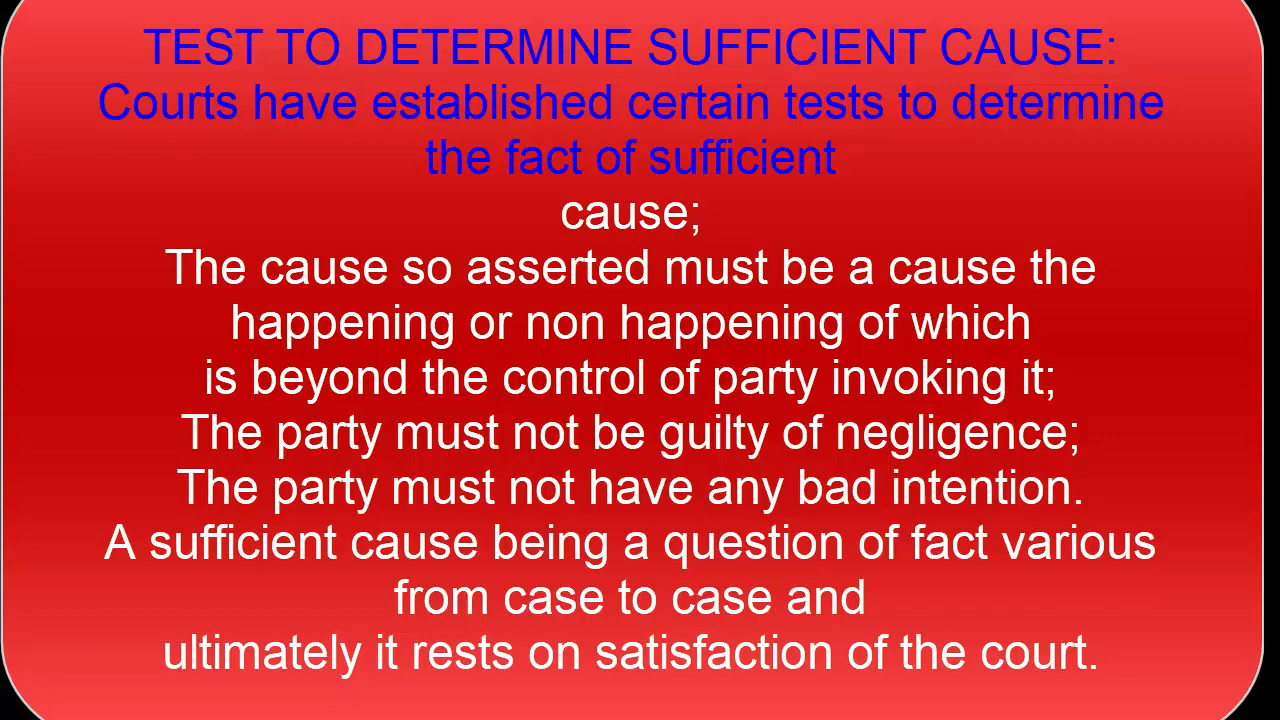 TEST TO DETERMINE SUFFICIENT CAUSE:
Courts have established certain tests to determine
the fact of sufficient
cause;
The cause so asserted must be a cause the
happening or non happening of which
is beyond the control of party invoking it;
The party must not be guilty of negligence;
The party must not have any bad intention.
A sufficient cause being a question of fact various
from case to case and
ultimately it rests on satisfaction of the court.